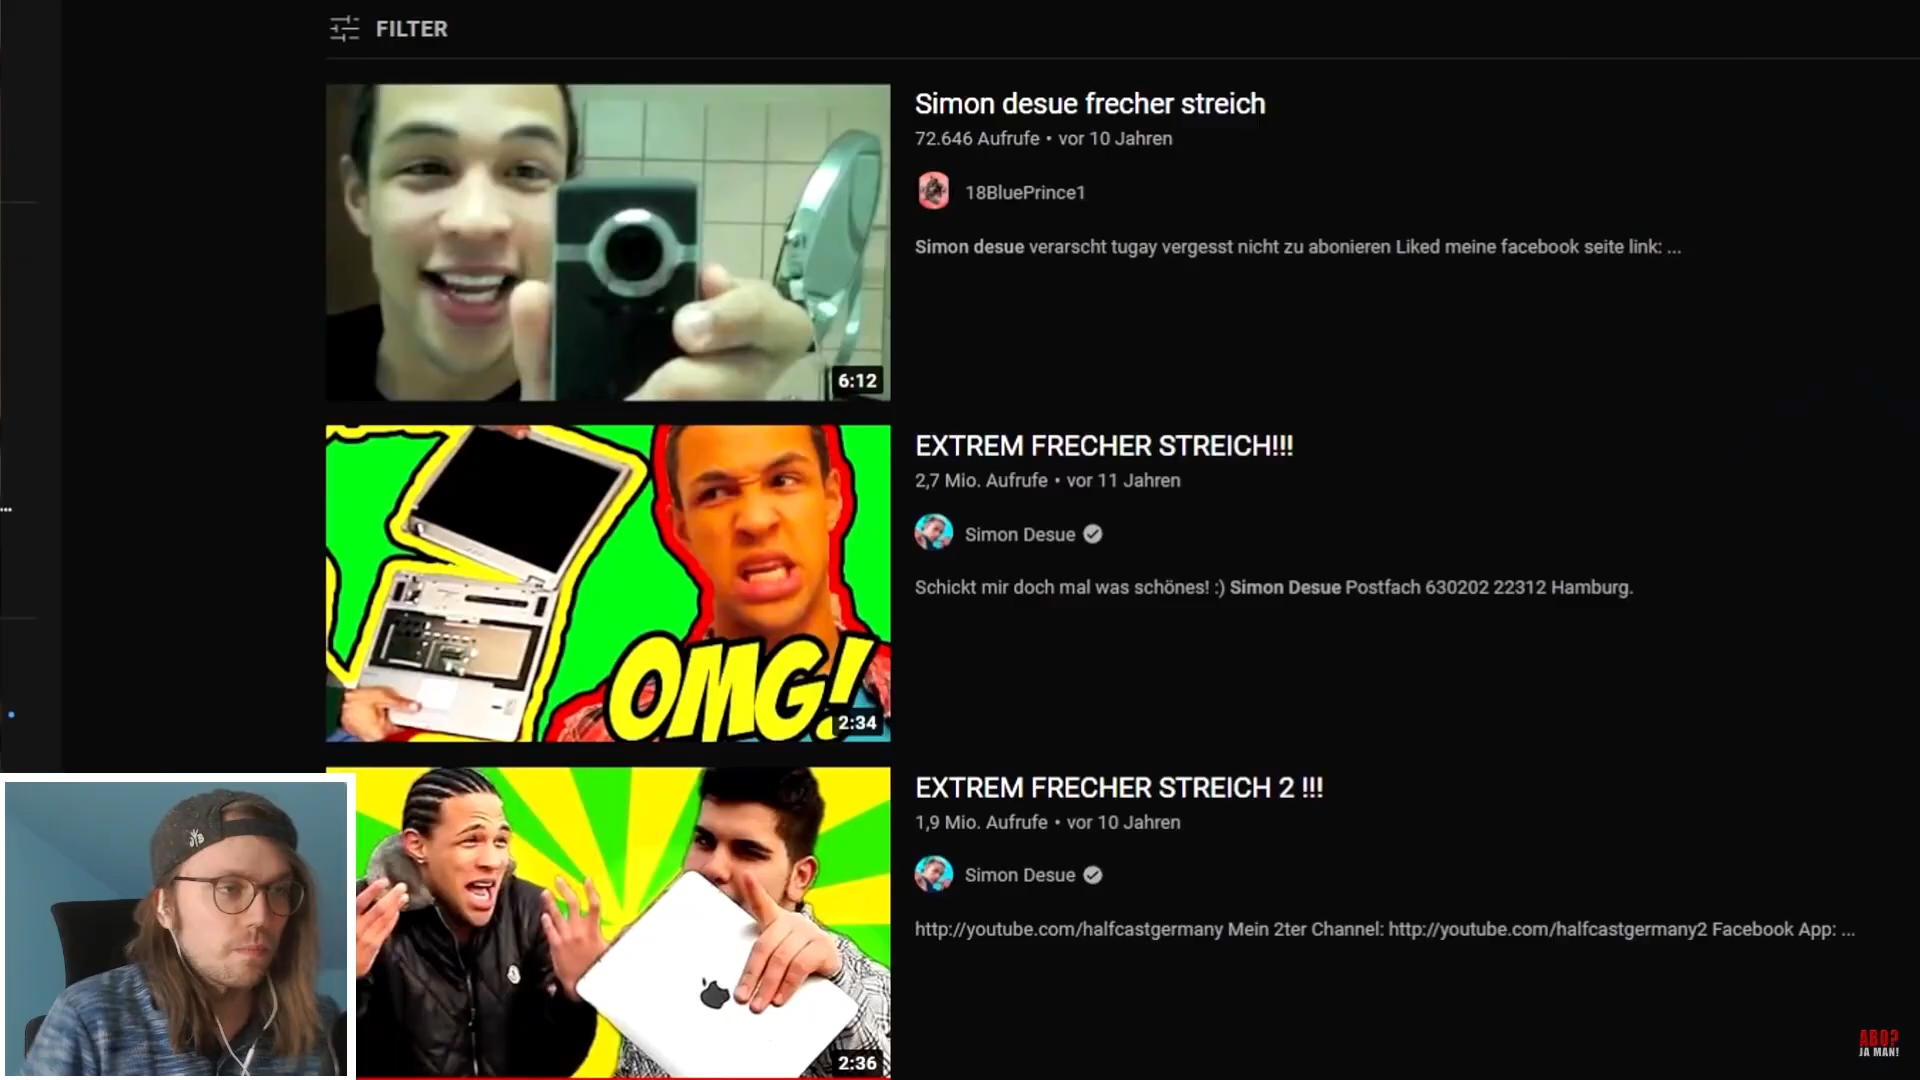 FILTER
Simon desue frecher streich
72.646 Aufrufe • vor 10 Jahren
18BluePrince1
Simon desue verarscht tugay vergesst nicht zu abonieren Liked meine facebook seite link: ...
6:12
EXTREM FRECHER STREICH!!!
2,7 Mio. Aufrufe • vor 11 Jahren
Simon Desue
Schickt mir doch mal was schönes! :) Simon Desue Postfach 630202 22312 Hamburg.
OMG!
2:34
EXTREM FRECHER STREICH 2 !!!
1,9 Mio. Aufrufe • vor 10 Jahren
Simon Desue
http://youtube.com/halfcastgermany Mein 2ter Channel: http://youtube.com/halfcastgermany2 Facebook App: ...
2:36
ABO?
JA MAN!